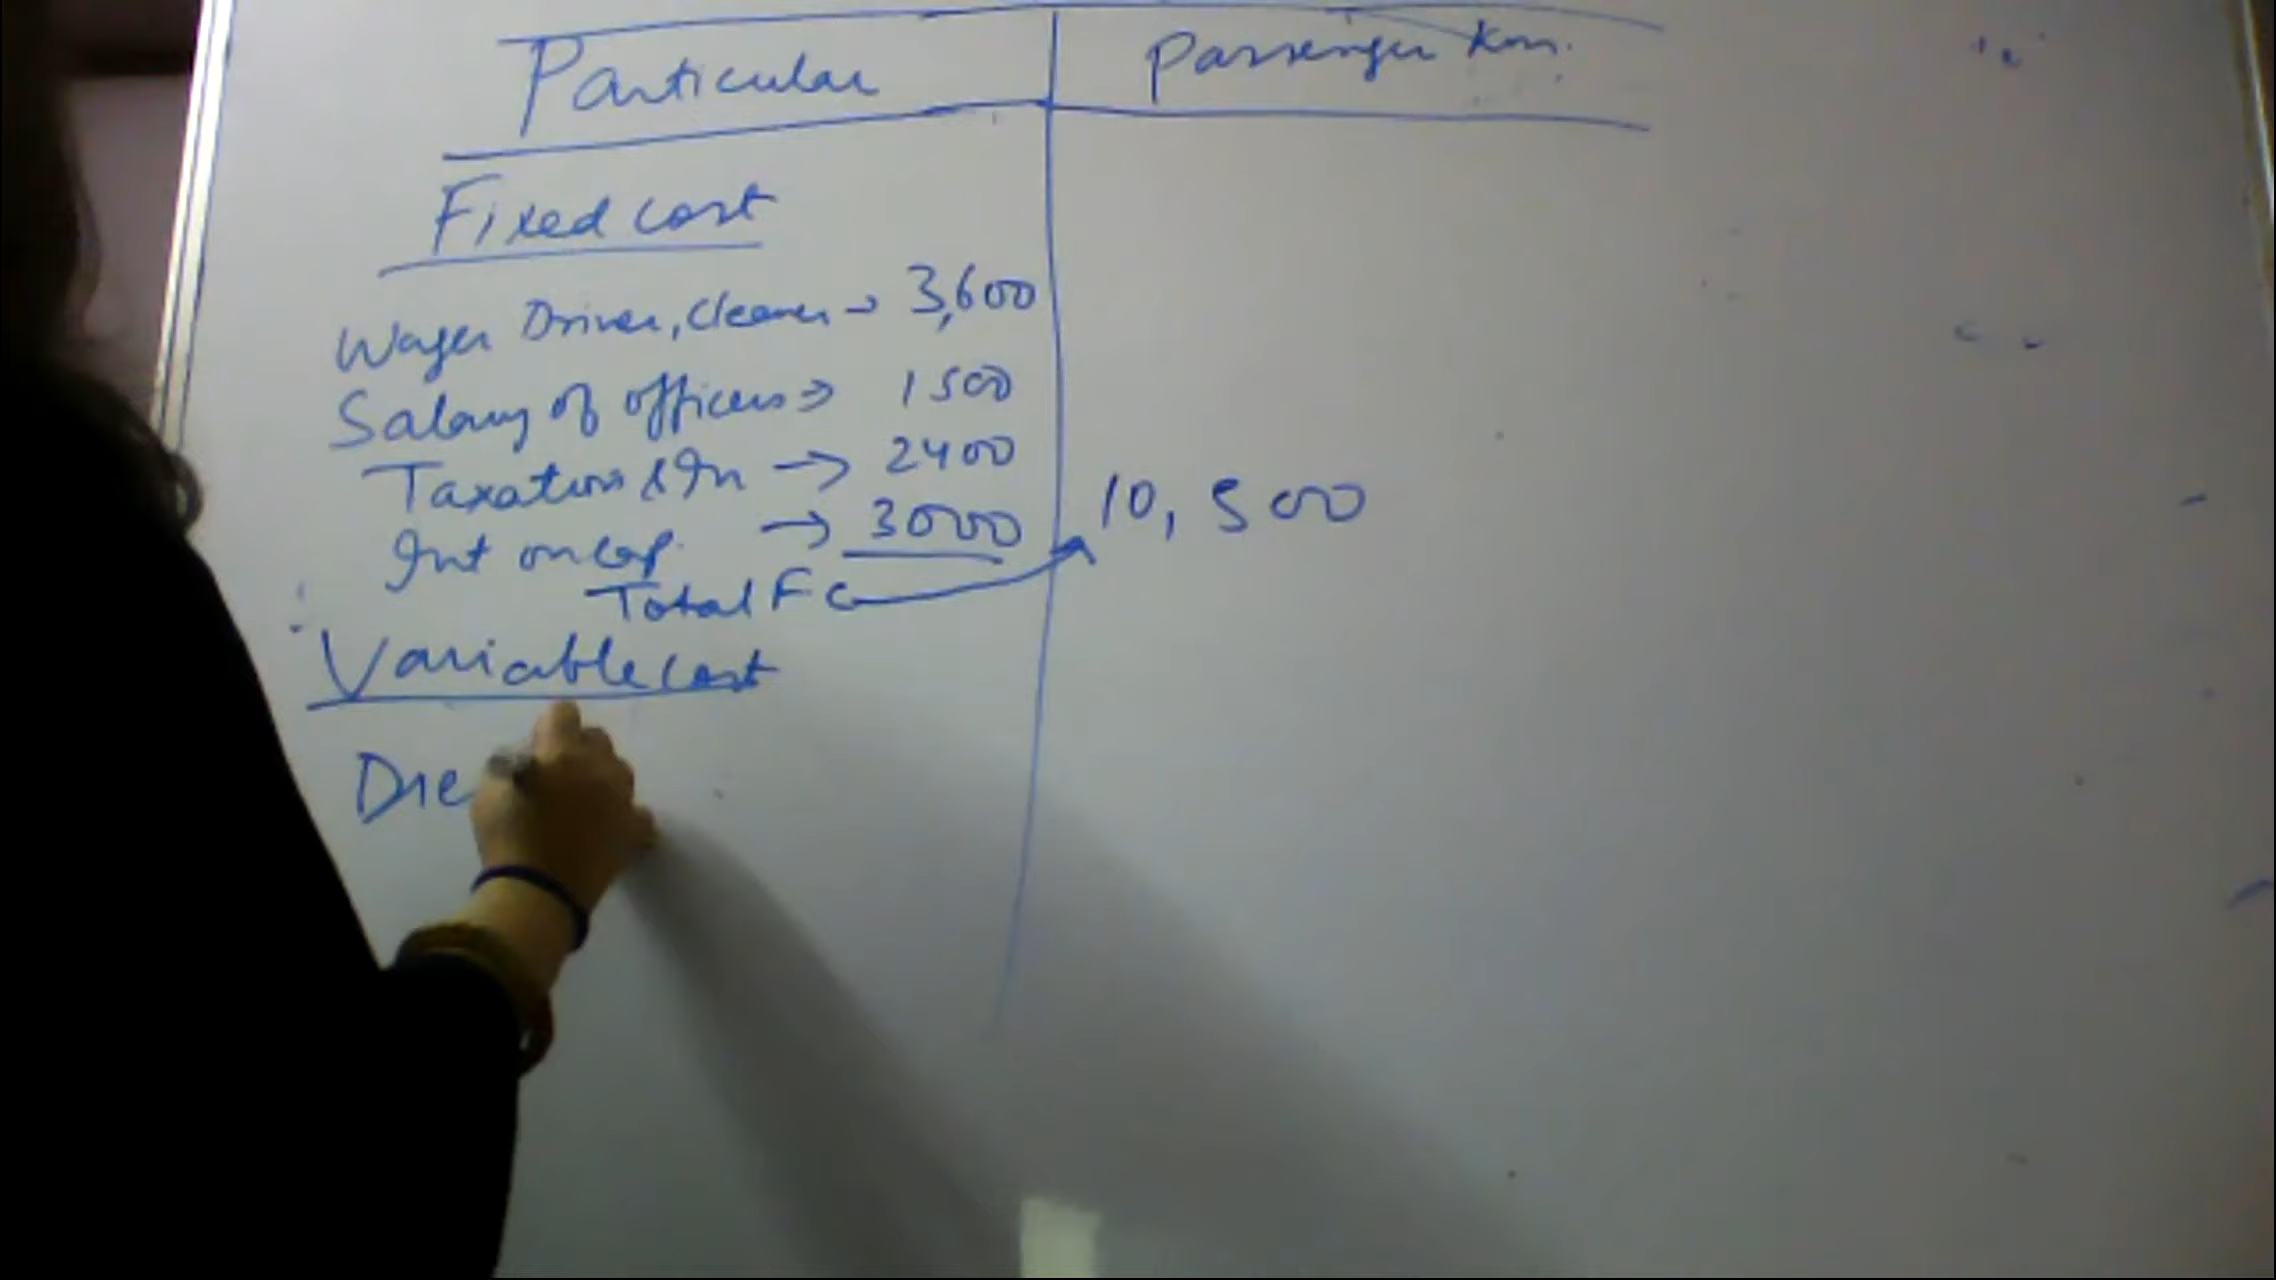 Particular Passenger Km.
Fixed cost
Wages Driver, Cleaner → 3,600
Salary of officers → 1500
Taxation & In → 2400
Int on Cap. → 3000 10,500
Total F C
Variable cost
Die